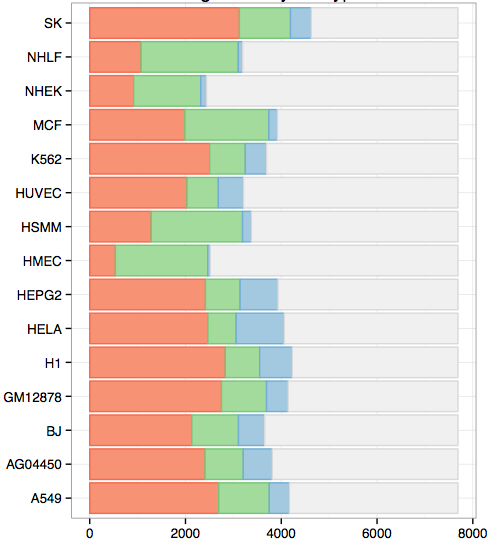 SK
NHLF
NHEK
MCF
K562
HUVEC
HSMM
HMEC
HEPG2
HELA
H1
GM12878
BJ
AG04450
A549
0 2000 4000 6000 8000